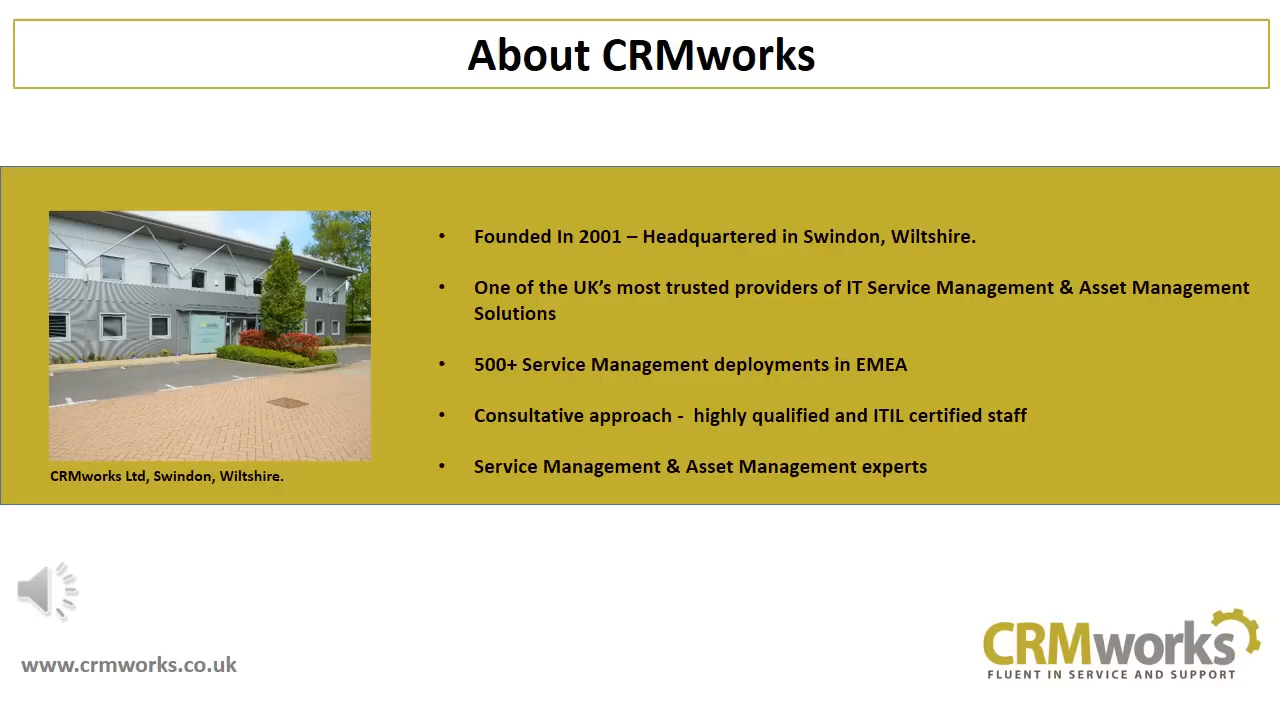 About CRMworks
• Founded In 2001 – Headquartered in Swindon, Wiltshire.
• One of the UK’s most trusted providers of IT Service Management & Asset Management
Solutions
• 500+ Service Management deployments in EMEA
• Consultative approach -  highly qualified and ITIL certified staff
• Service Management & Asset Management experts
CRMworks Ltd, Swindon, Wiltshire.
www.crmworks.co.uk
CRMworks
FLUENT IN SERVICE AND SUPPORT